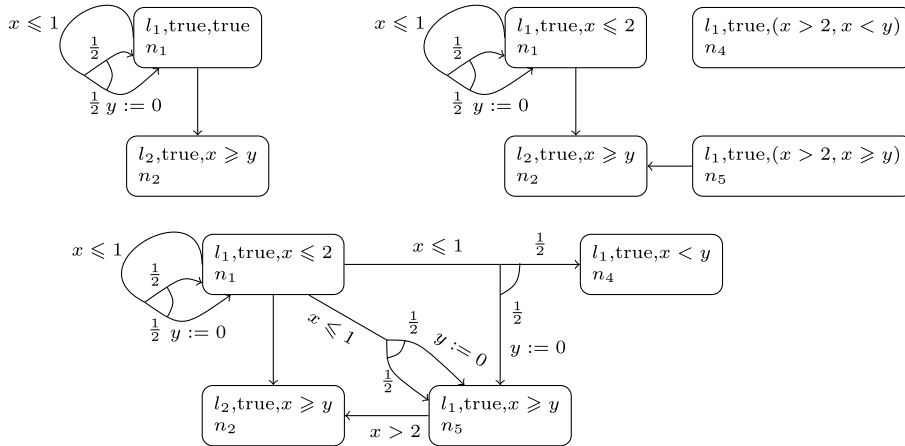 x ⩽ 1
l₁,true,true
n₁
1/2
1/2 y := 0
l₂,true,x ⩾ y
n₂
x ⩽ 1
l₁,true,x ⩽ 2
n₁
1/2
1/2 y := 0
l₂,true,x ⩾ y
n₂
l₁,true,(x > 2, x < y)
n₄
l₁,true,(x > 2, x ⩾ y)
n₅
x ⩽ 1
l₁,true,x ⩽ 2
n₁
1/2
1/2 y := 0
x ⩽ 1
1/2
l₁,true,x < y
n₄
1/2
y := 0
x ⩽ 1
1/2
y := 0
1/2
l₂,true,x ⩾ y
n₂
x > 2
l₁,true,x ⩾ y
n₅